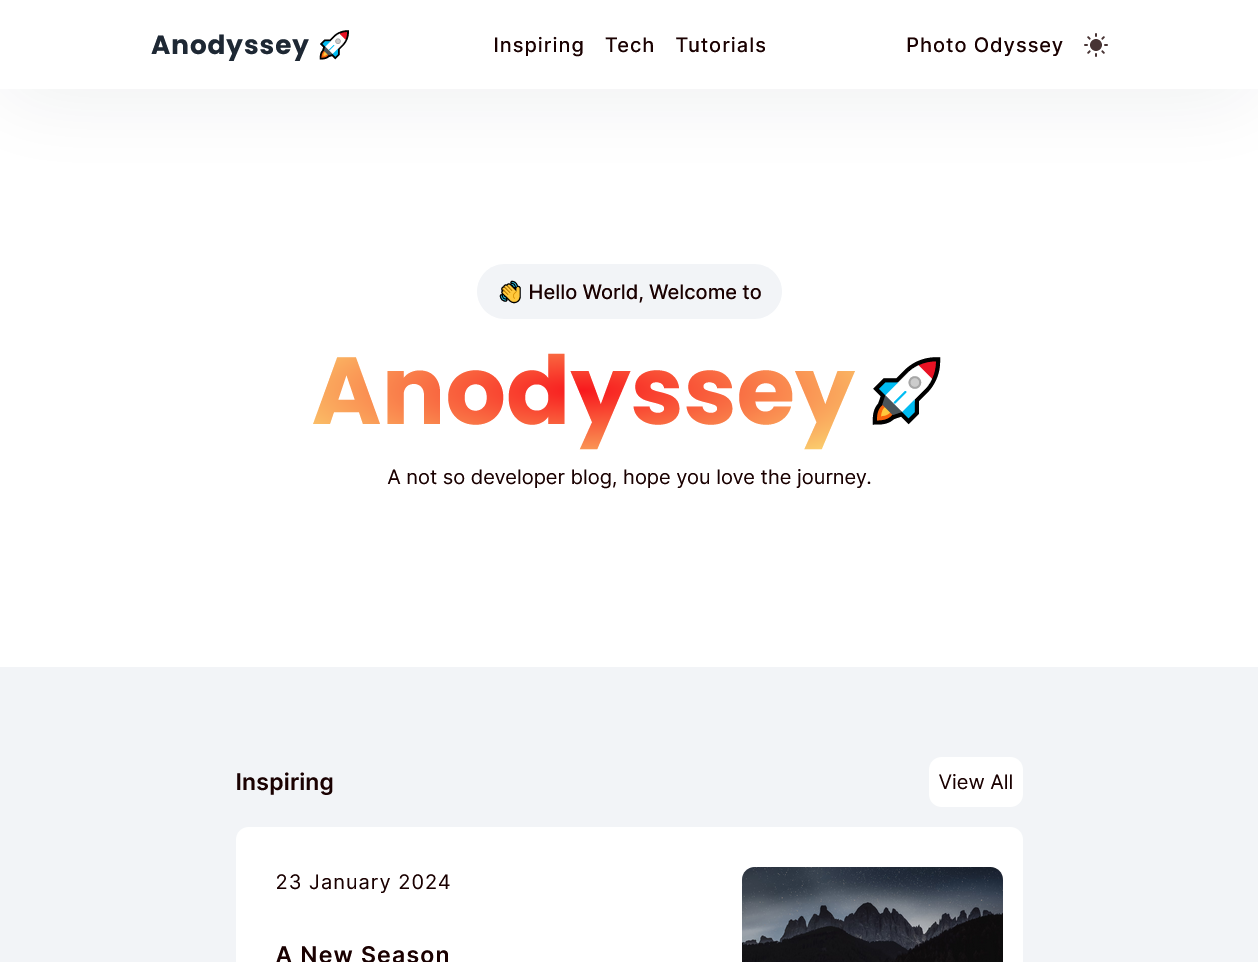 Anodyssey 🚀
Inspiring Tech Tutorials
Photo Odyssey
👏 Hello World, Welcome to
Anodyssey 🚀
A not so developer blog, hope you love the journey.
Inspiring
View All
23 January 2024
A New Season